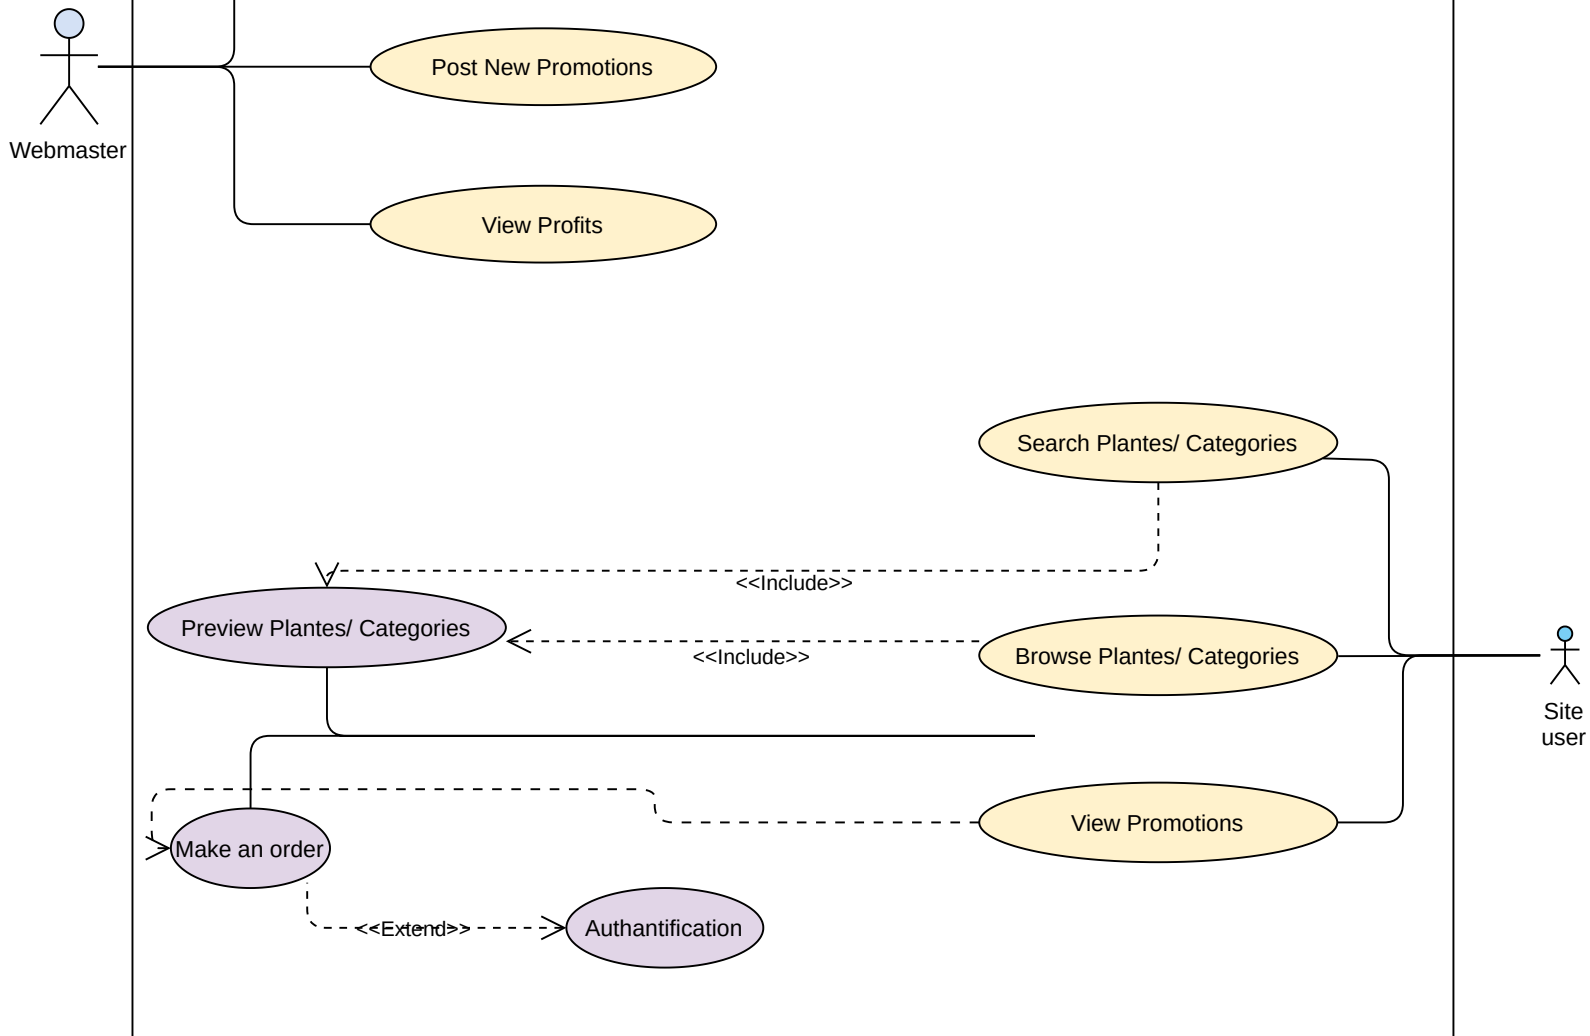 Post New Promotions
Webmaster
View Profits
Search Plantes/ Categories
<<Include>>
Preview Plantes/ Categories
<<Include>>
Browse Plantes/ Categories
Site
user
View Promotions
Make an order
<<Extend>>
Authantification